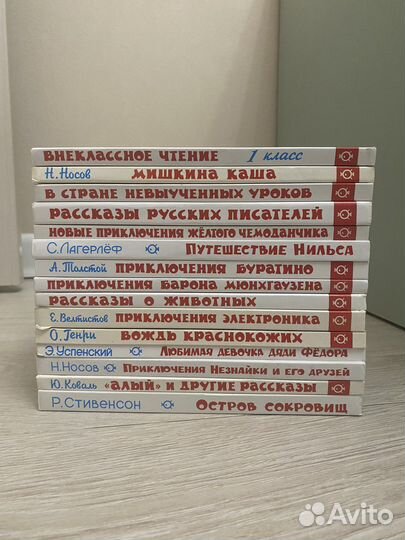 ВНЕКЛАССНОЕ ЧТЕНИЕ 1 класс
Н. Носов МИШКИНА КАША
В СТРАНЕ НЕВЫУЧЕННЫХ УРОКОВ
РАССКАЗЫ РУССКИХ ПИСАТЕЛЕЙ
НОВЫЕ ПРИКЛЮЧЕНИЯ ЖЁЛТОГО ЧЕМОДАНЧИКА
С. Лагерлёф ПУТЕШЕСТВИЕ НИЛЬСА
А. Толстой ПРИКЛЮЧЕНИЯ БУРАТИНО
ПРИКЛЮЧЕНИЯ БАРОНА МЮНХГАУЗЕНА
РАССКАЗЫ О ЖИВОТНЫХ
Е. Велтистов ПРИКЛЮЧЕНИЯ ЭЛЕКТРОНИКА
О. Генри ВОЖДЬ КРАСНОКОЖИХ
Э. Успенский ЛЮБИМАЯ ДЕВОЧКА ДЯДИ ФЁДОРА
Н. Носов ПРИКЛЮЧЕНИЯ НЕЗНАЙКИ И ЕГО ДРУЗЕЙ
Ю. Коваль «АЛЫЙ» И ДРУГИЕ РАССКАЗЫ
Р. Стивенсон ОСТРОВ СОКРОВИЩ
Avito